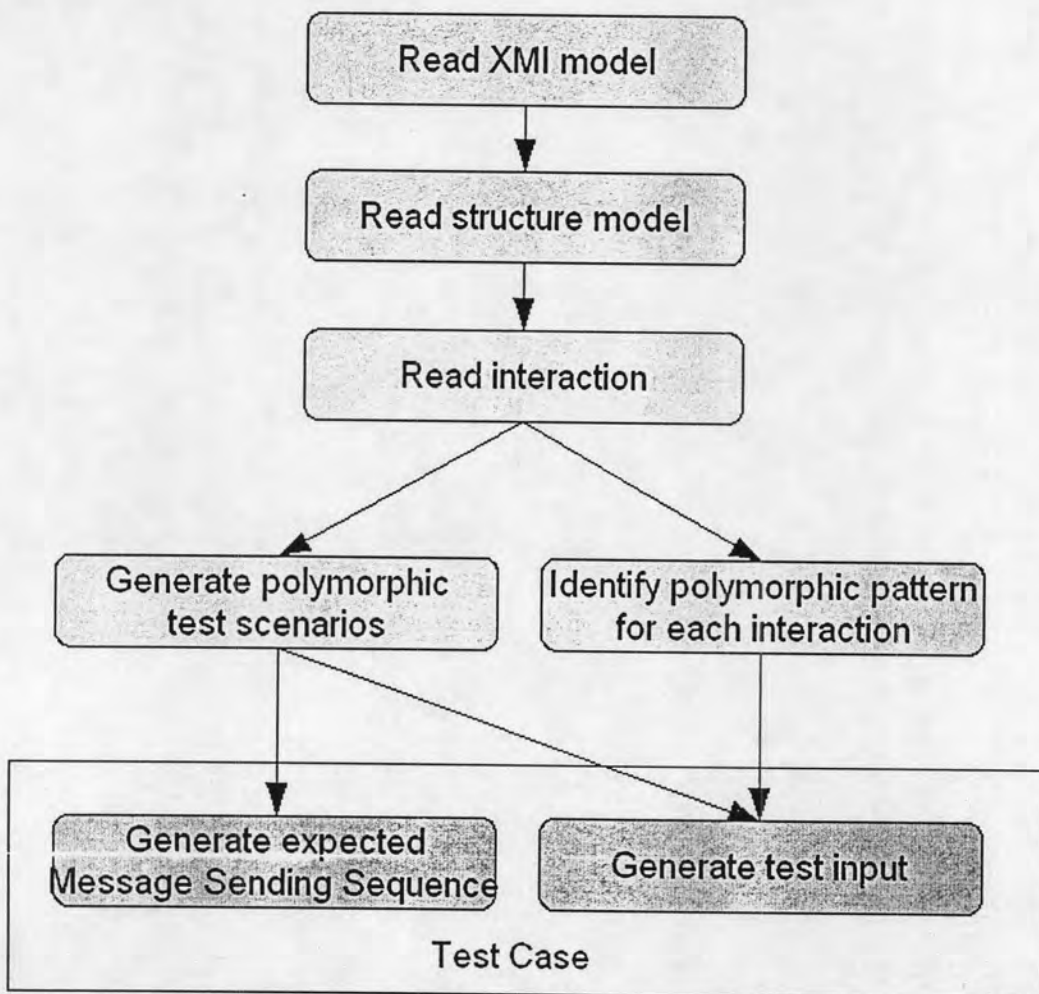 Read XMI model
Read structure model
Read interaction
Generate polymorphic
test scenarios
Identify polymorphic pattern
for each interaction
Generate expected
Message Sending Sequence
Generate test input
Test Case